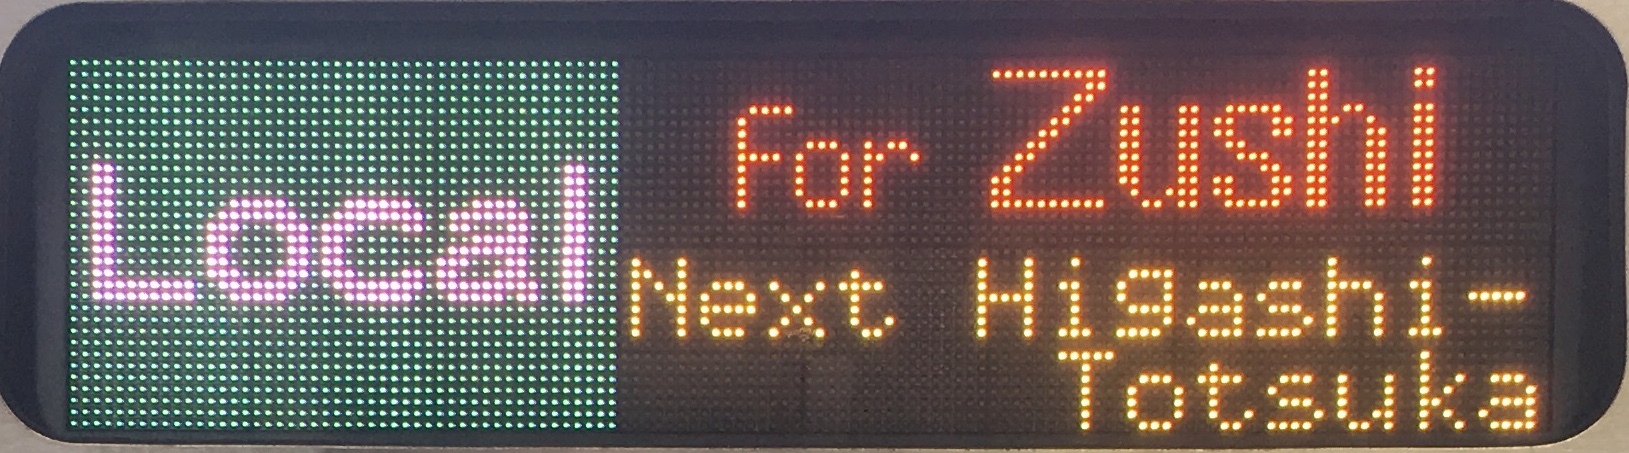 Local
For Zushi
Next Higashi-
Totsuka